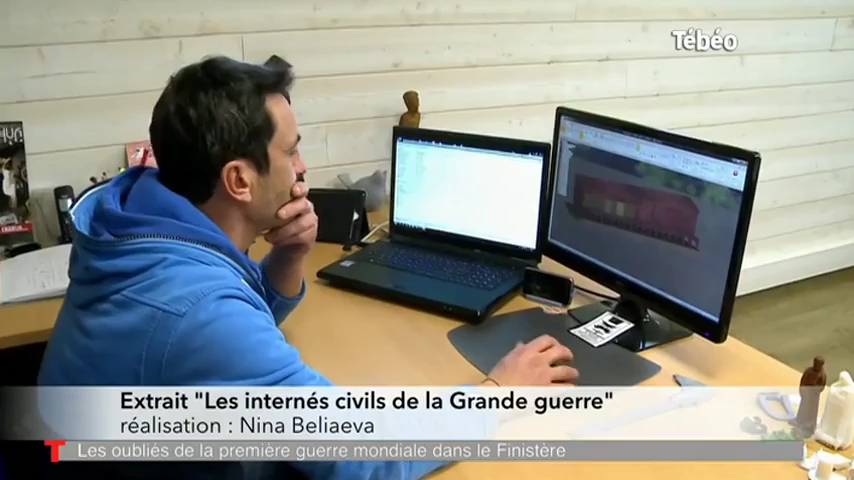 Tébéo
Extrait "Les internés civils de la Grande guerre"
réalisation : Nina Beliaeva
T Les oubliés de la première guerre mondiale dans le Finistère